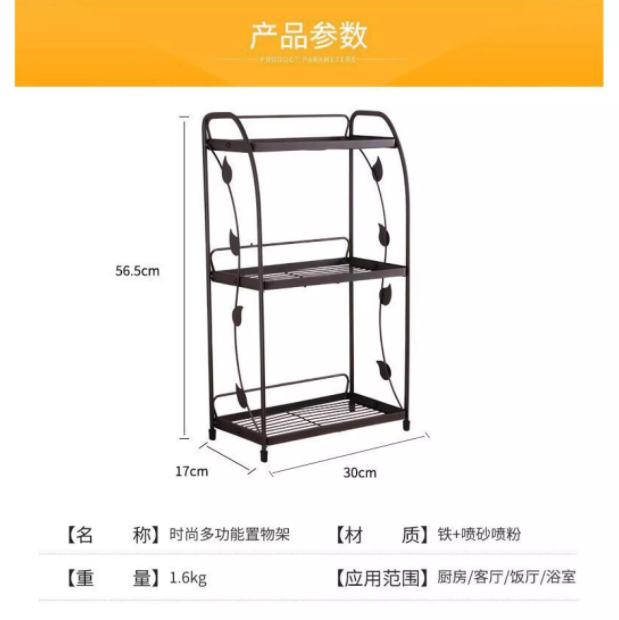 产品参数
PRODUCT PARAMETERS
56.5cm
17cm
30cm
【名 称】时尚多功能置物架 【材 质】铁+喷砂喷粉
【重 量】1.6kg 【应用范围】厨房/客厅/饭厅/浴室